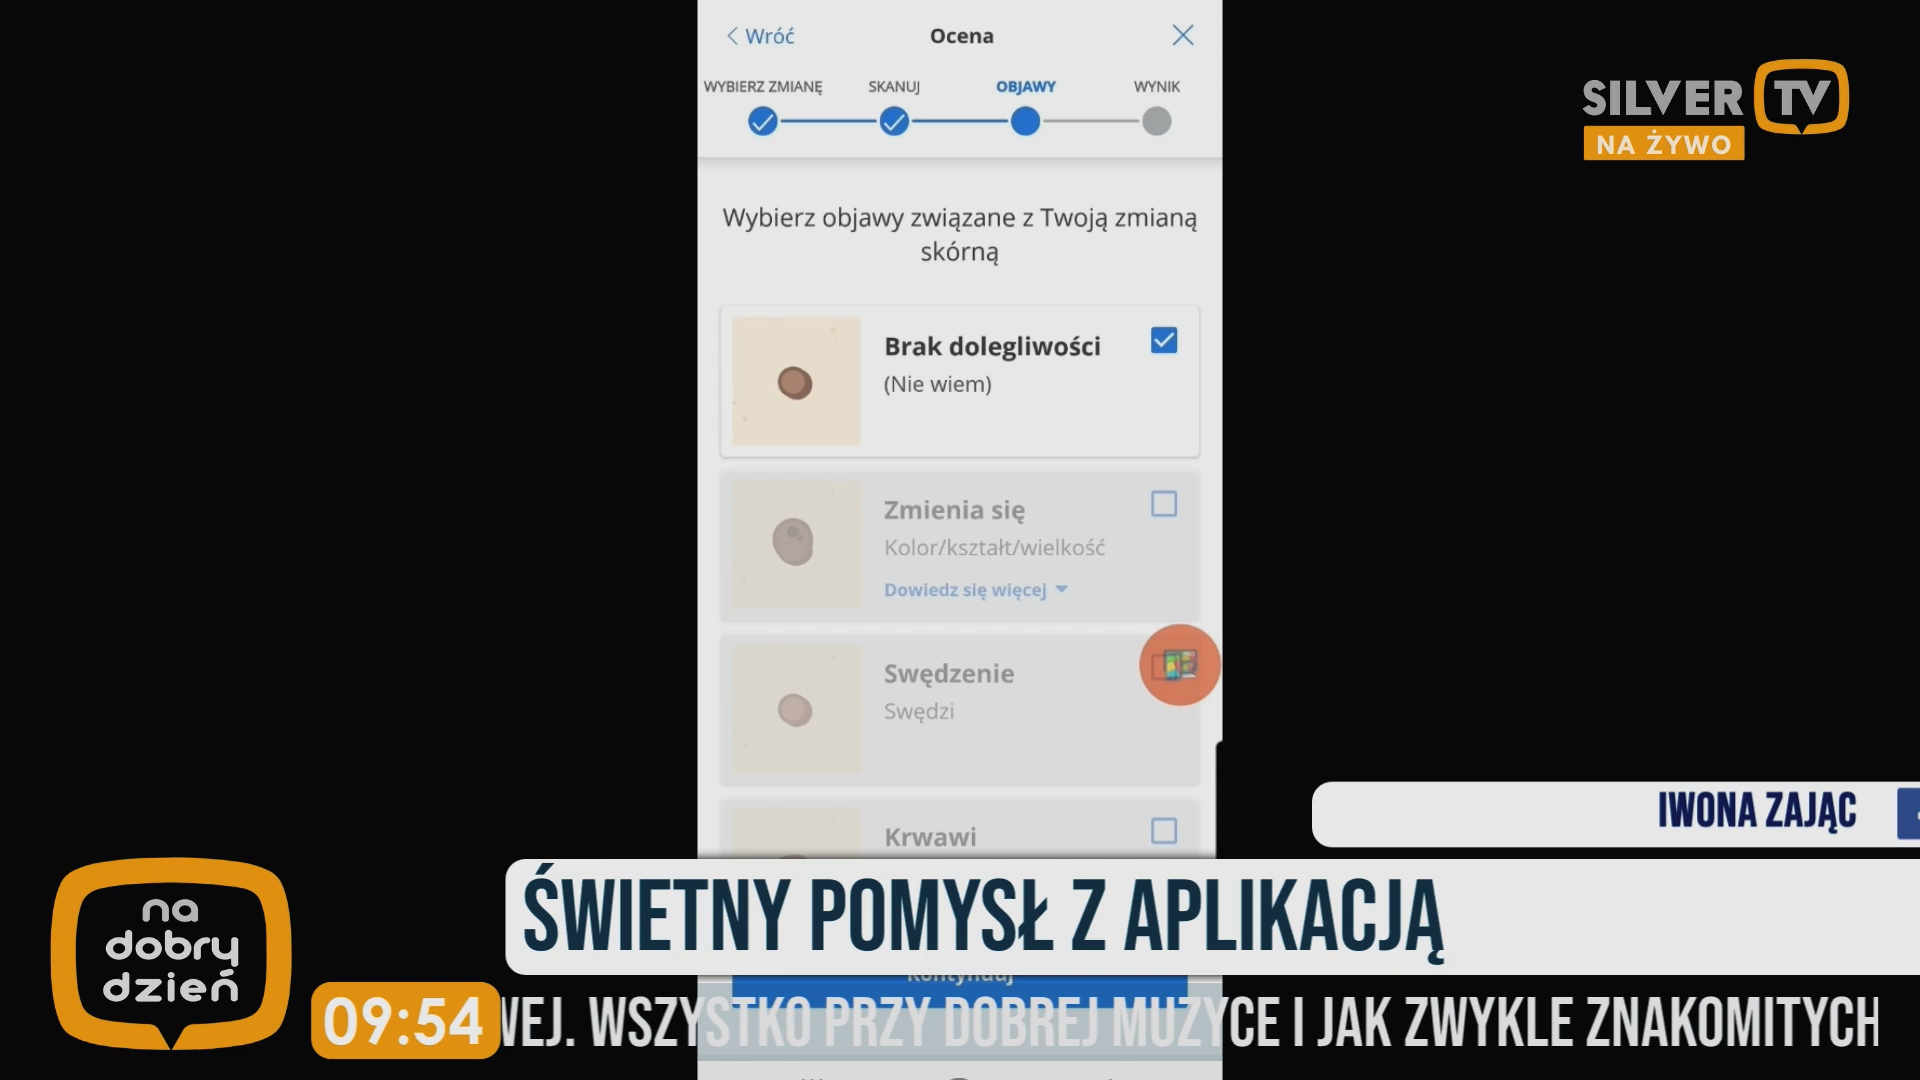 Wróć
Ocena
WYBIERZ ZMIANĘ
SKANUJ
OBJAWY
WYNIK
SILVER TV
NA ŻYWO
Wybierz objawy związane z Twoją zmianą
skórną
Brak dolegliwości
(Nie wiem)
Zmienia się
Kolor/kształt/wielkość
Dowiedz się więcej
Swędzenie
Swędzi
IWONA ZAJĄC
Krwawi
ŚWIETNY POMYSŁ Z APLIKACJĄ
na
dobry
dzień
Kontynuuj
09:54
WEJ. WSZYSTKO PRZY DOBREJ MUZYCE I JAK ZWYKLE ZNAKOMITYCH